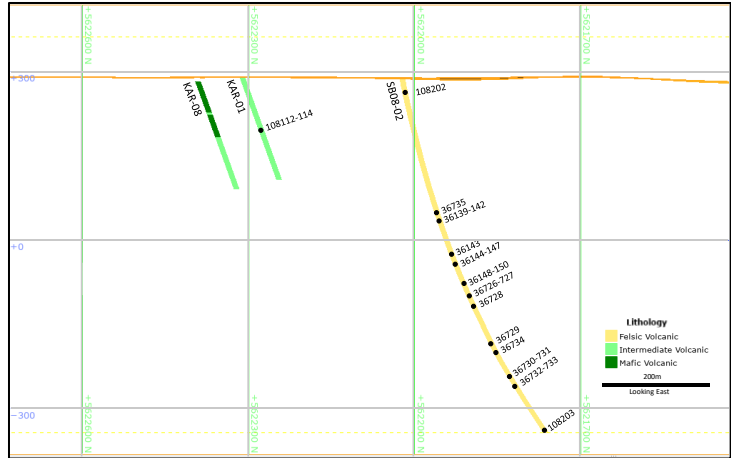 +5622600 N
+5622300 N
+5622000 N
+5621700 N
+300
KAR-08
KAR-01
108112-114
SB08-02
108202
36735
36139-142
+0
36143
36144-147
36148-150
36726-727
36728
36729
36734
36730-731
36732-733
108203
Lithology
Felsic Volcanic
Intermediate Volcanic
Mafic Volcanic
200m
Looking East
-300
+5622600 N
+5622300 N
+5622000 N
+5621700 N